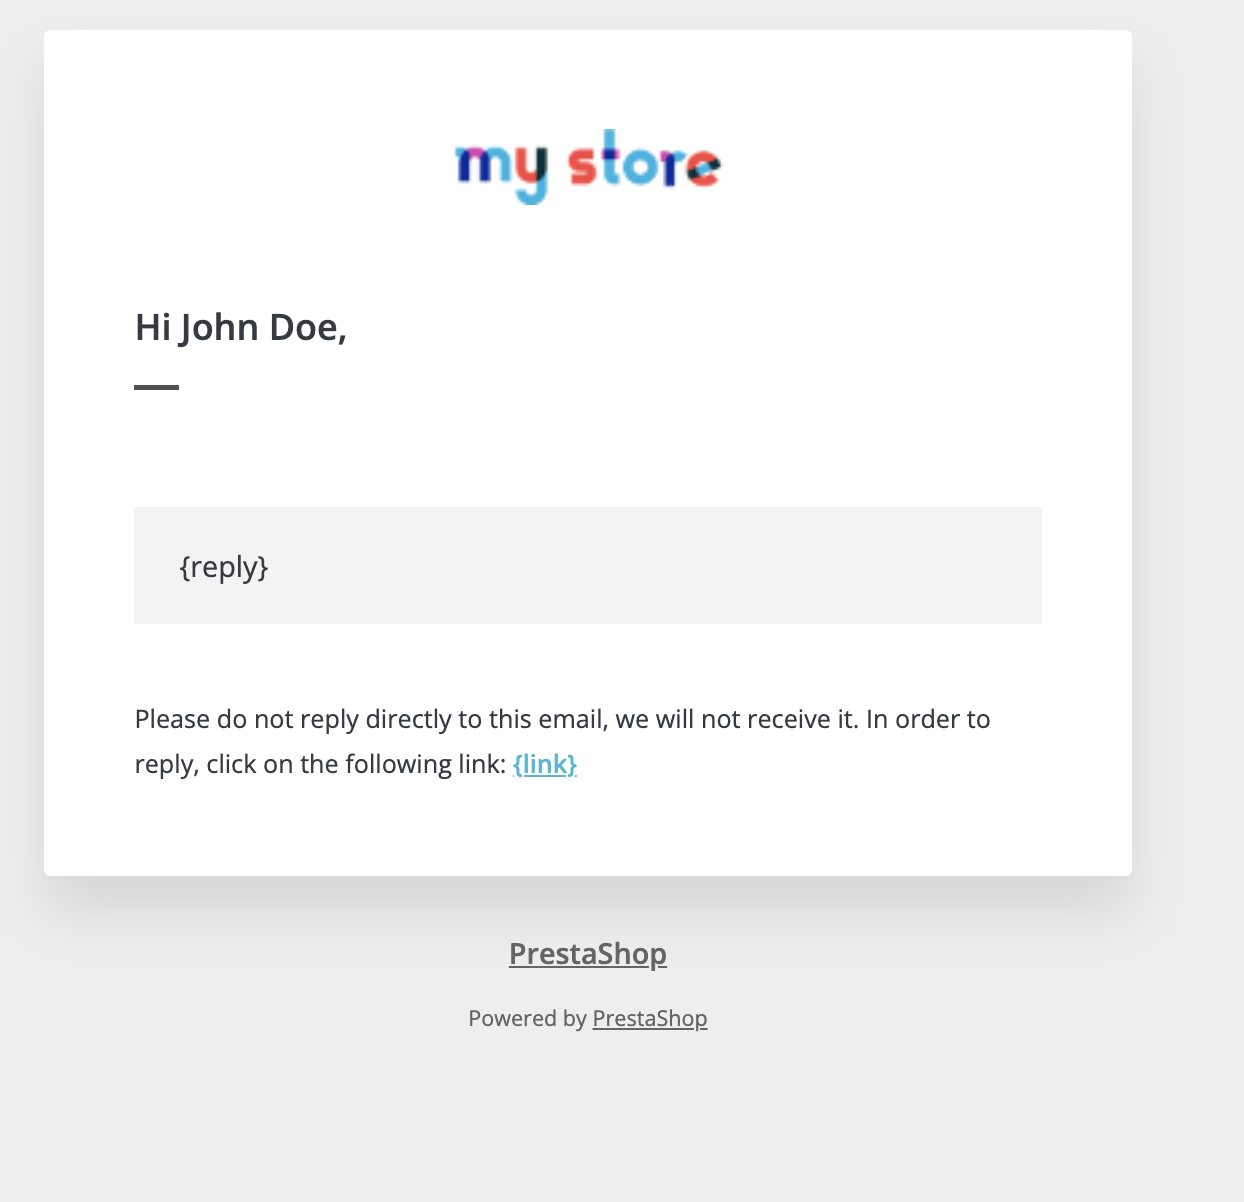 my store
Hi John Doe,
{reply}
Please do not reply directly to this email, we will not receive it. In order to
reply, click on the following link: {link}
PrestaShop
Powered by PrestaShop